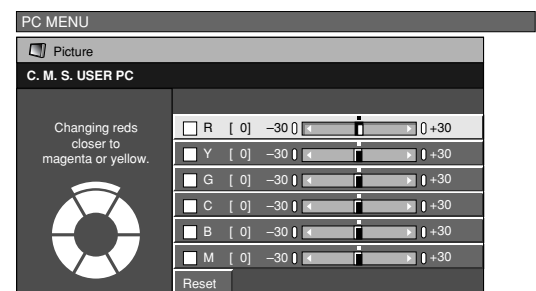 PC MENU
Picture
C. M. S. USER PC
Changing reds
closer to
magenta or yellow.
R [ 0] –30 +30
Y [ 0] –30 +30
G [ 0] –30 +30
C [ 0] –30 +30
B [ 0] –30 +30
M [ 0] –30 +30
Reset